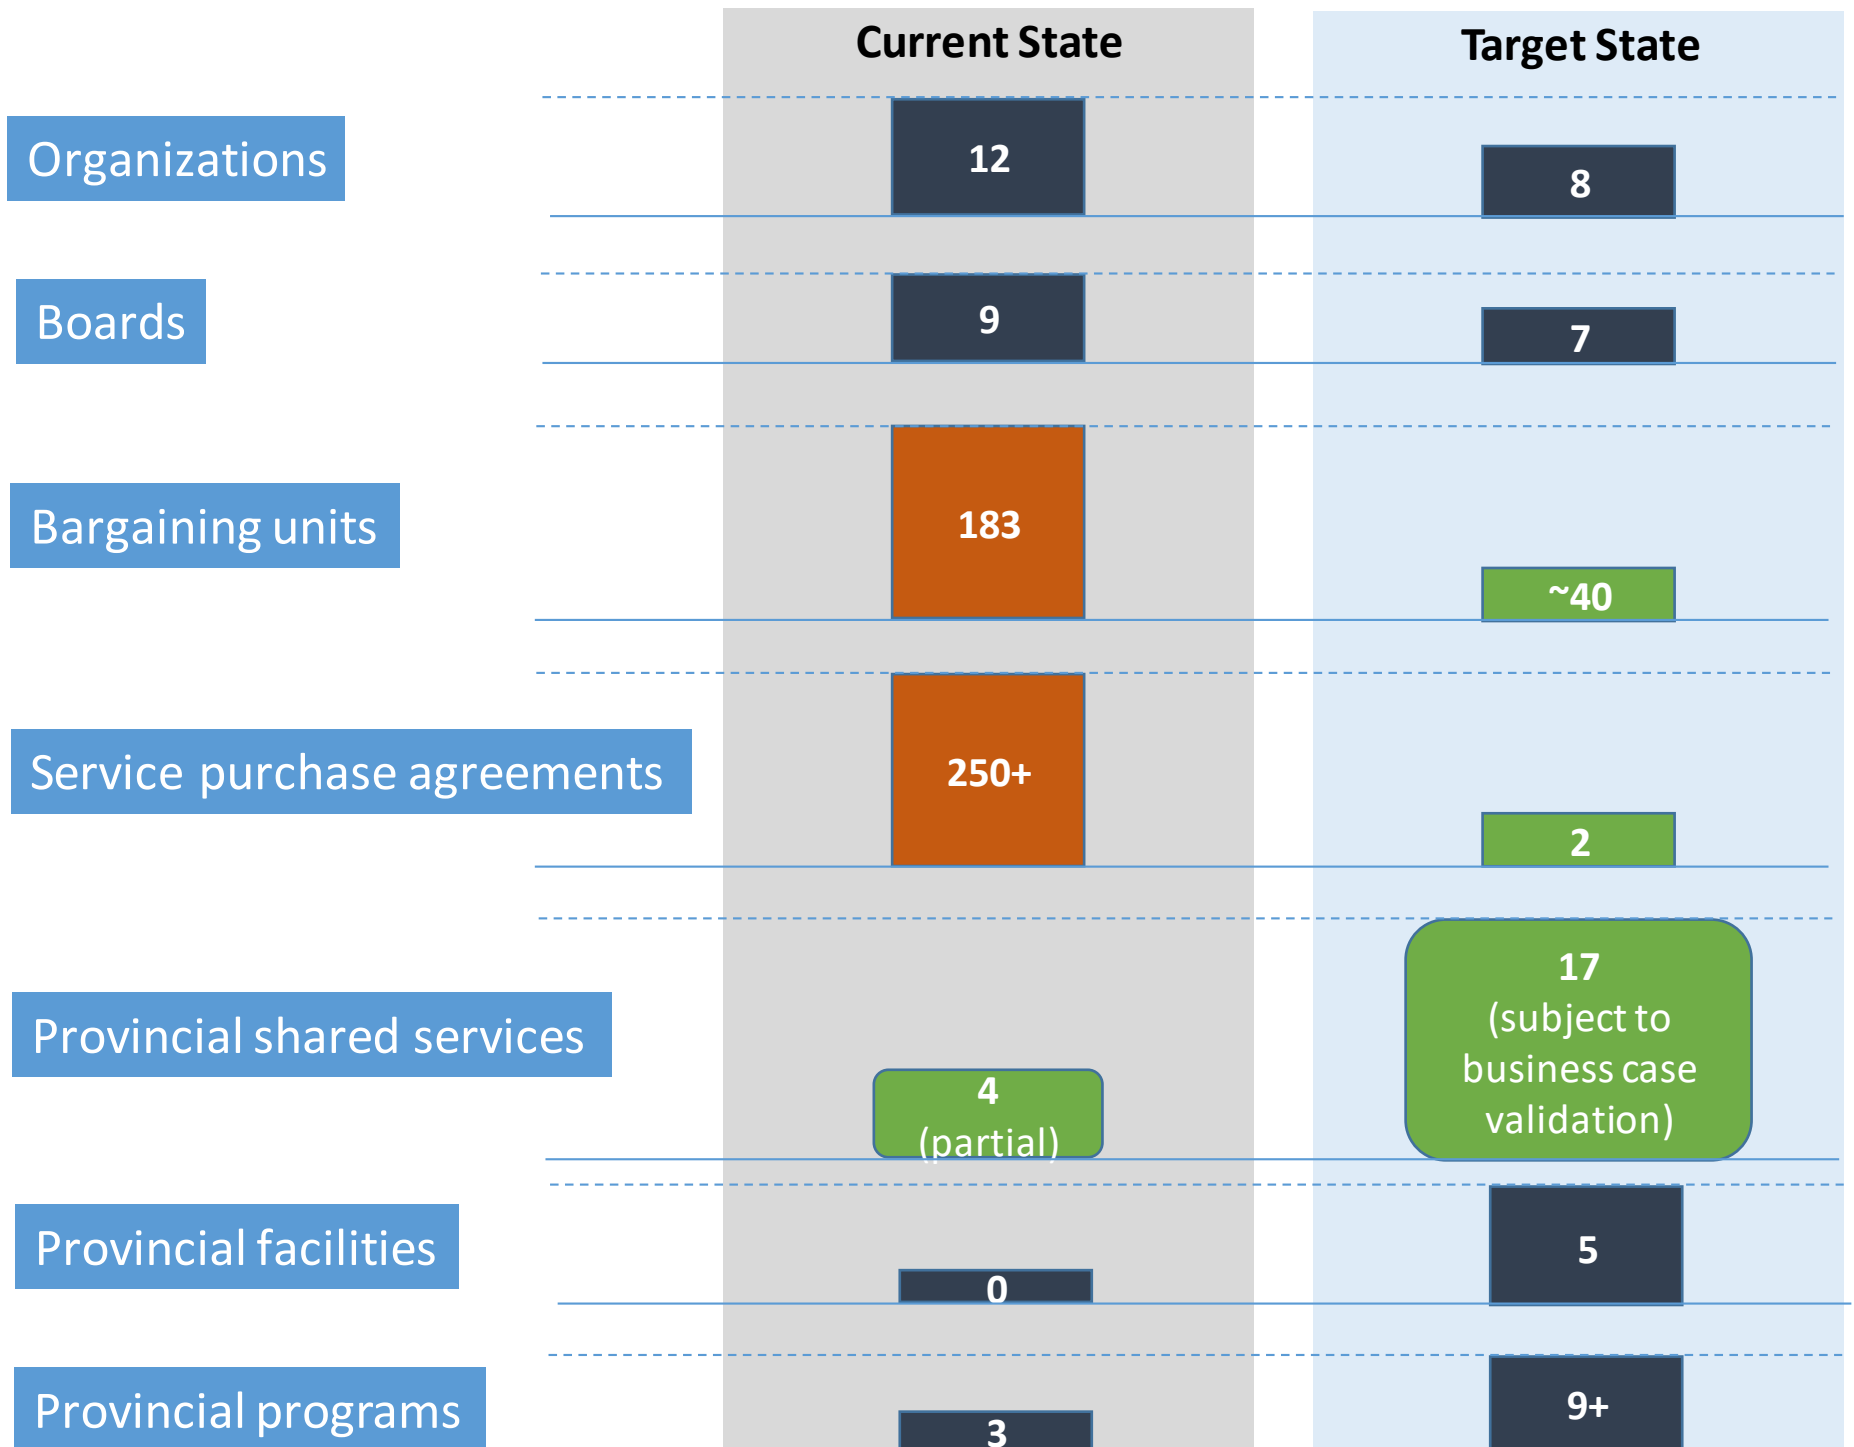 Current State
Target State
Organizations
12
8
Boards
9
7
Bargaining units
183
~40
Service purchase agreements
250+
2
Provincial shared services
4
(partial)
17
(subject to
business case
validation)
Provincial facilities
0
5
Provincial programs
3
9+